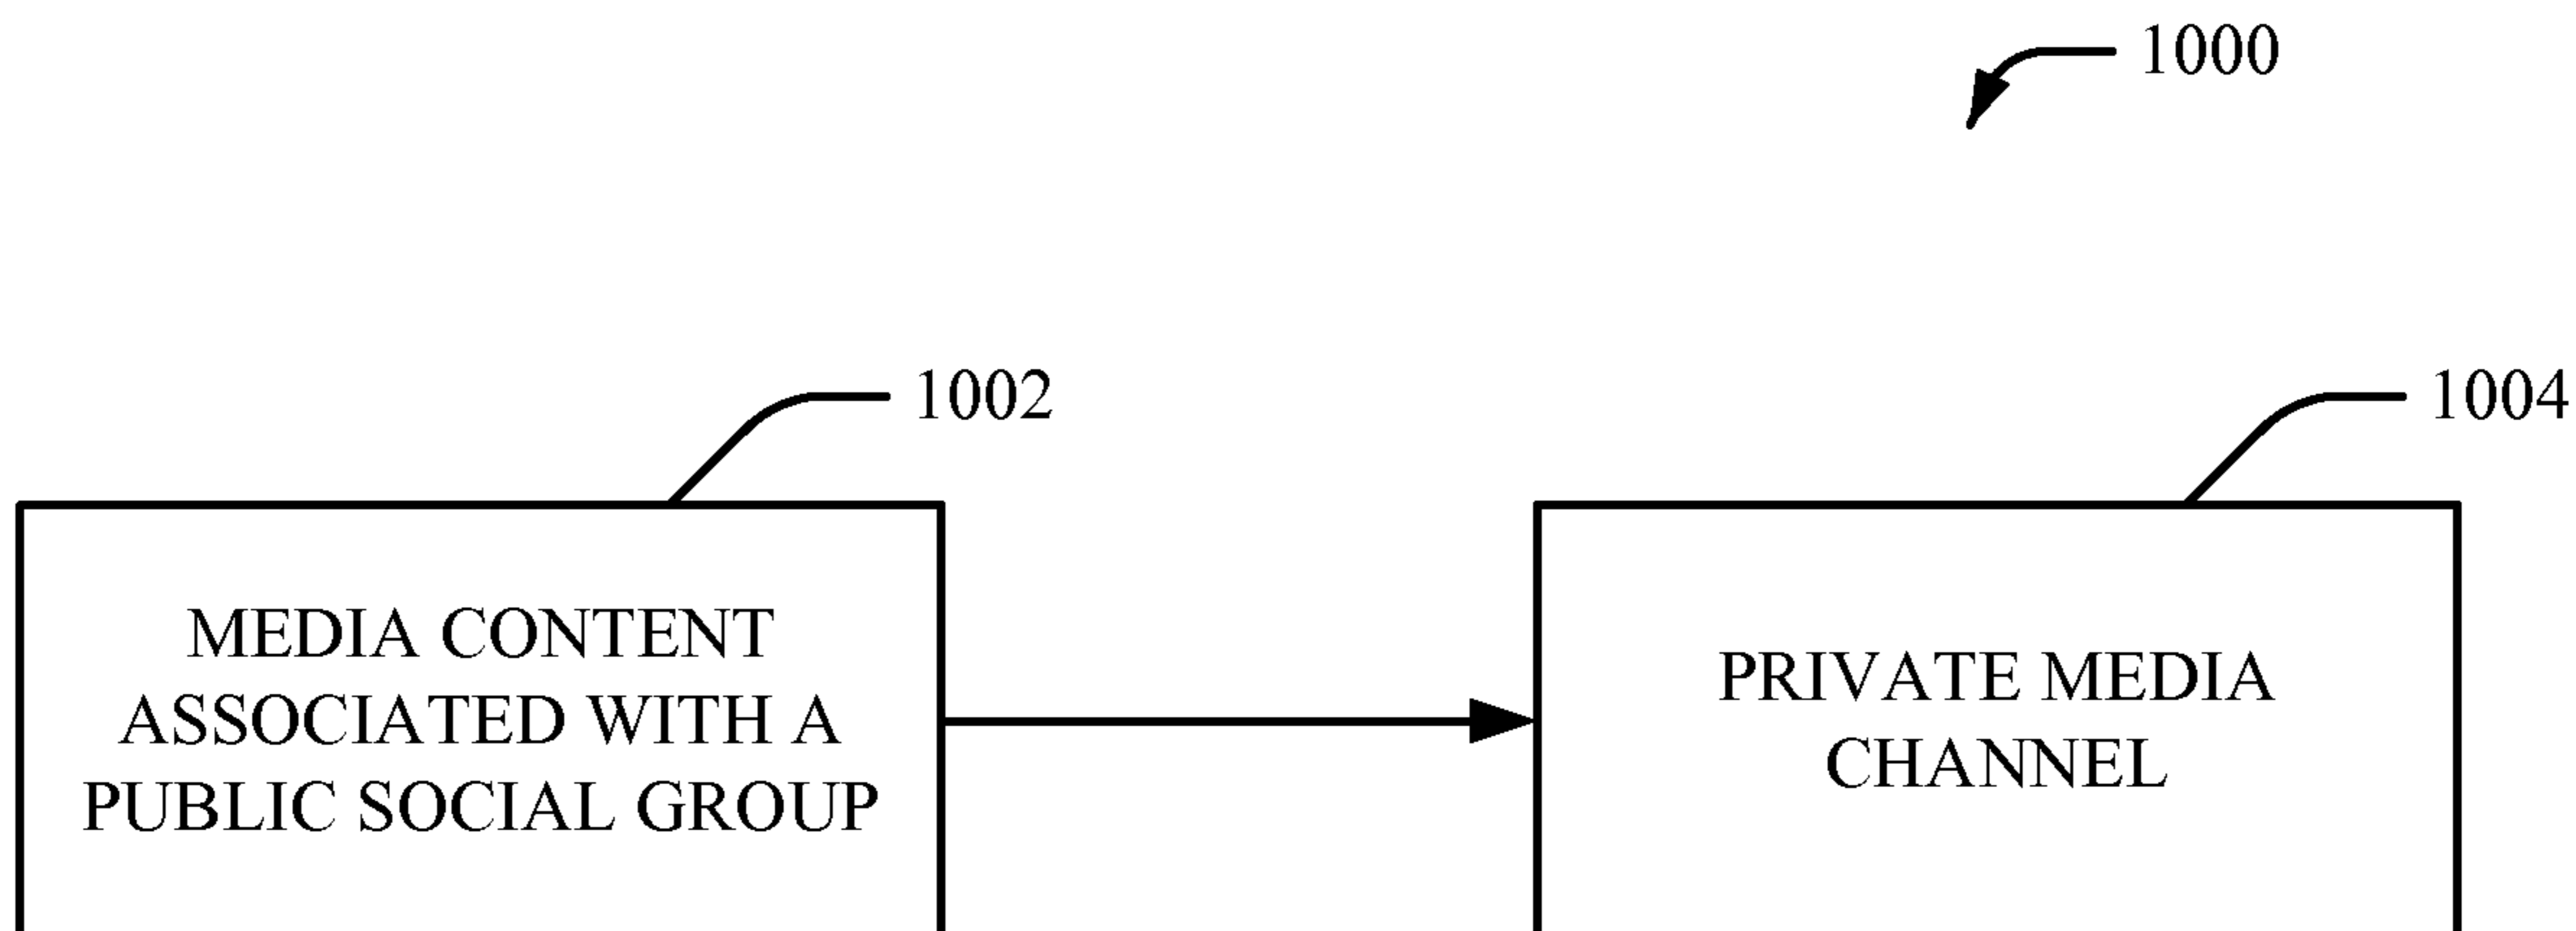 1000
1002
1004
MEDIA CONTENT
ASSOCIATED WITH A
PUBLIC SOCIAL GROUP
PRIVATE MEDIA
CHANNEL